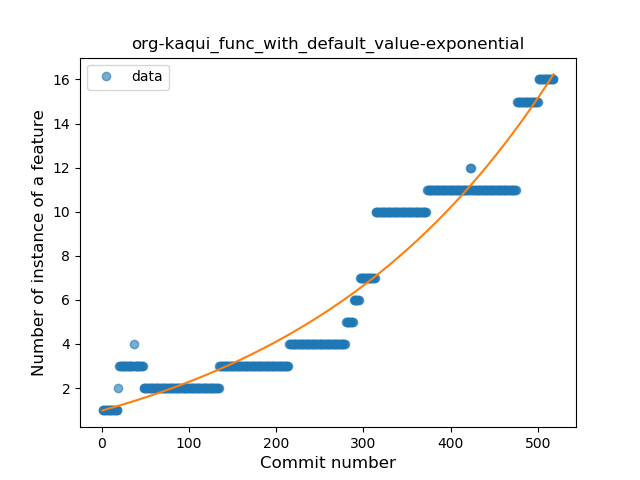 org-kaqui_func_with_default_value-exponential
data
Number of instance of a feature
16
14
12
10
8
6
4
2
0 100 200 300 400 500
Commit number